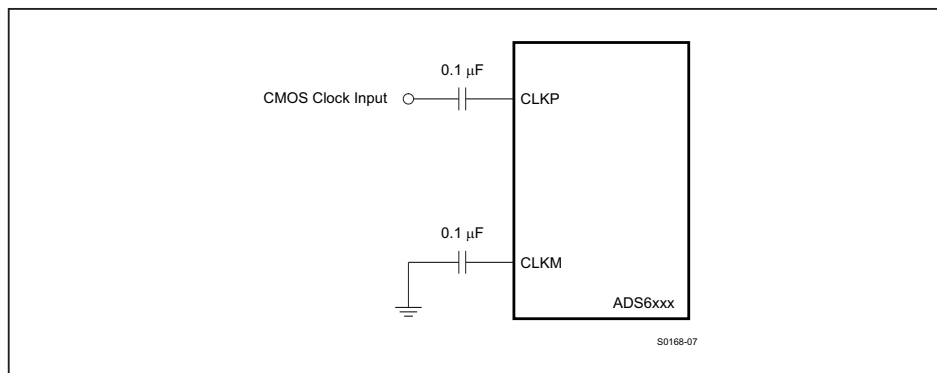 0.1 μF
CMOS Clock Input
CLKP
0.1 μF
CLKM
ADS6xxx
S0168-07